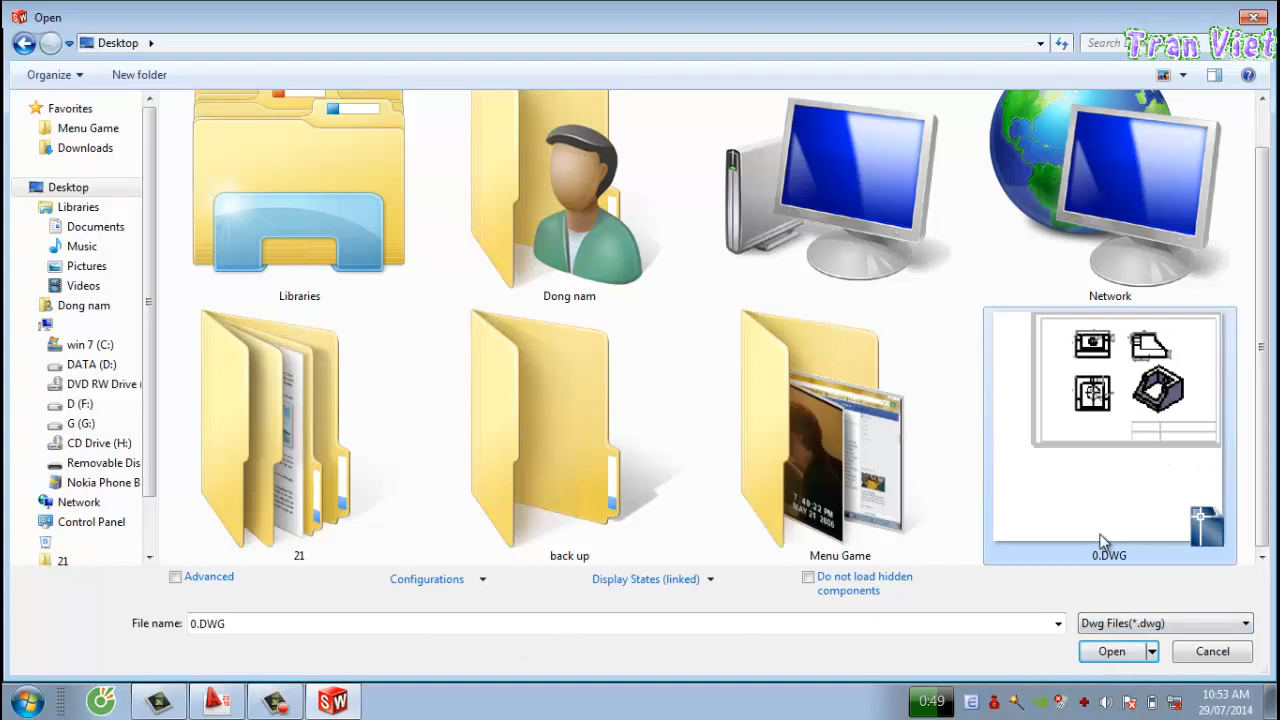 Open
Desktop
Search
Tran Viet
Organize
New folder
Favorites
Menu Game
Downloads
Desktop
Libraries
Documents
Music
Pictures
Videos
Dong nam
win 7 (C:)
DATA (D:)
DVD RW Drive (
D (F:)
G (G:)
CD Drive (H:)
Removable Dis
Nokia Phone B
Network
Control Panel
21
Libraries
Dong nam
Network
21
back up
Menu Game
0.DWG
7:40:22 PM
MAY 21 2006
Advanced
Configurations
Display States (linked)
Do not load hidden
components
File name:
0.DWG
Dwg Files(*.dwg)
Open
Cancel
0:49
10:53 AM
29/07/2014